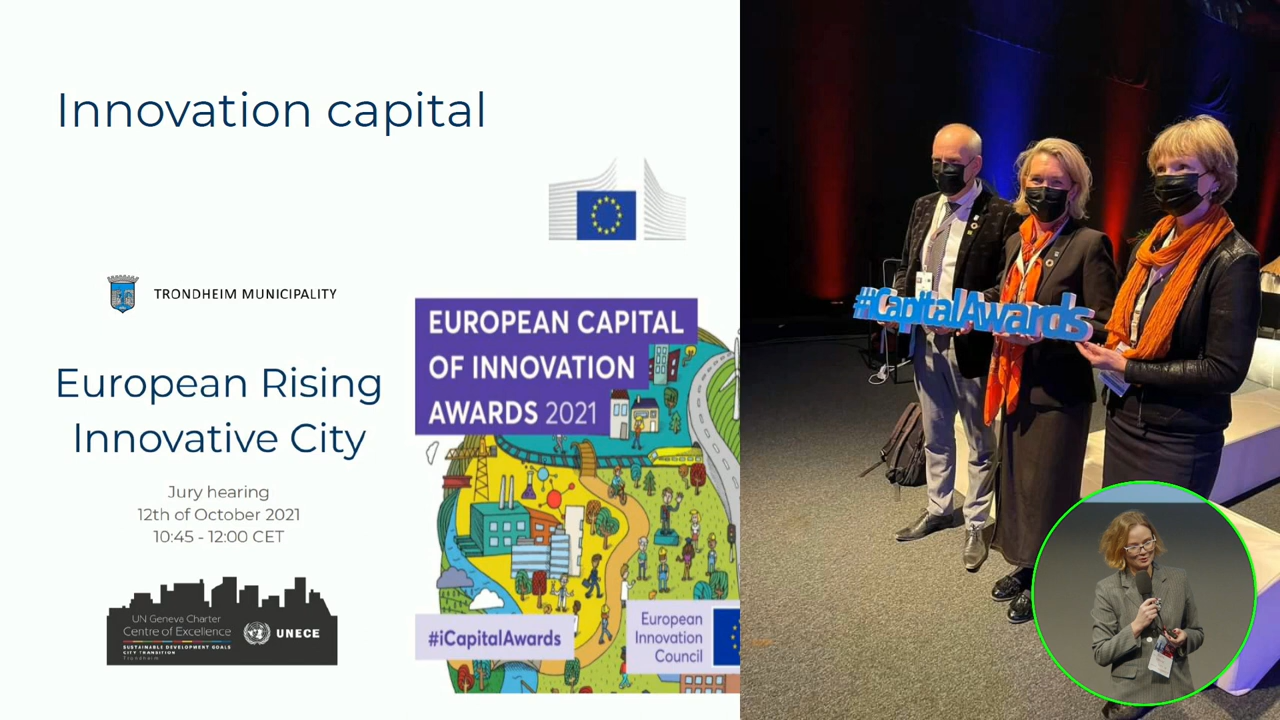 Innovation capital
TRONDHEIM MUNICIPALITY
European Rising
Innovative City
Jury hearing
12th of October 2021
10:45 - 12:00 CET
UN Geneva Charter
Centre of Excellence
SUSTAINABLE DEVELOPMENT GOALS
CITY TRANSITION
Trondheim
UNECE
EUROPEAN CAPITAL
OF INNOVATION
AWARDS 2021
#iCapitalAwards
European
Innovation
Council
#iCapitalAwards